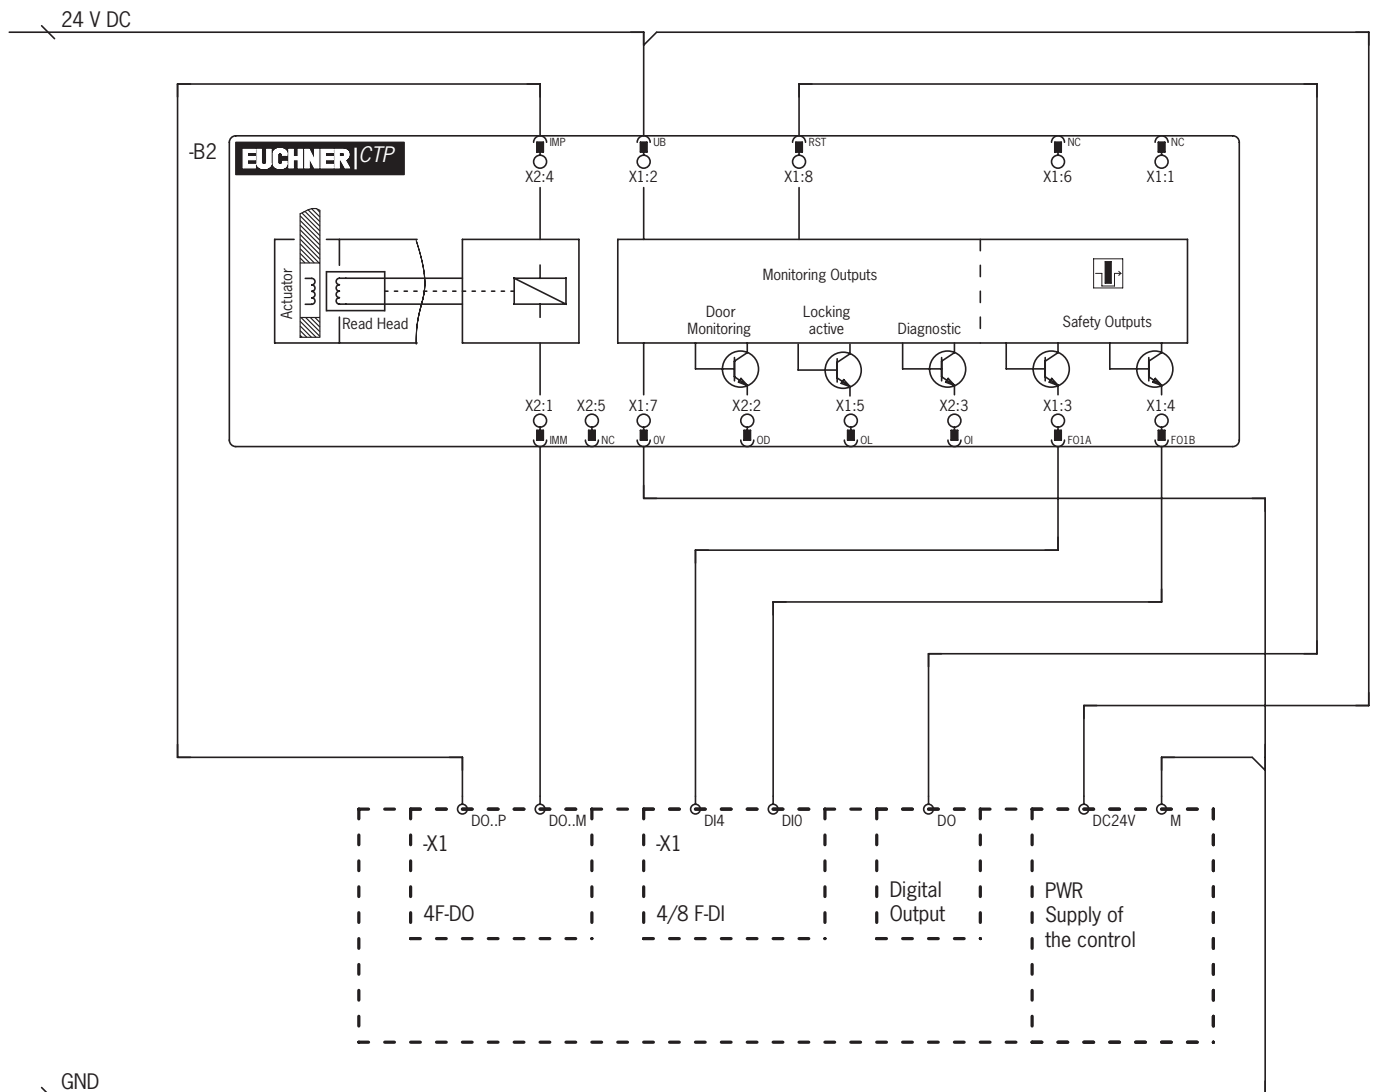 24 V DC
-B2
EUCHNER CTP
IMP
UB
RST
NC
NC
X2:4
X1:2
X1:8
X1:6
X1:1
Actuator
Read Head
Monitoring Outputs
Door
Monitoring
Locking
active
Diagnostic
Safety Outputs
X2:1
X2:5
X1:7
X2:2
X1:5
X2:3
X1:3
X1:4
IMM
NC
0V
OD
OL
OI
FO1A
FO1B
DO..P
DO..M
DI4
DI0
DO
DC24V
M
-X1
4F-DO
-X1
4/8 F-DI
Digital
Output
PWR
Supply of
the control
GND